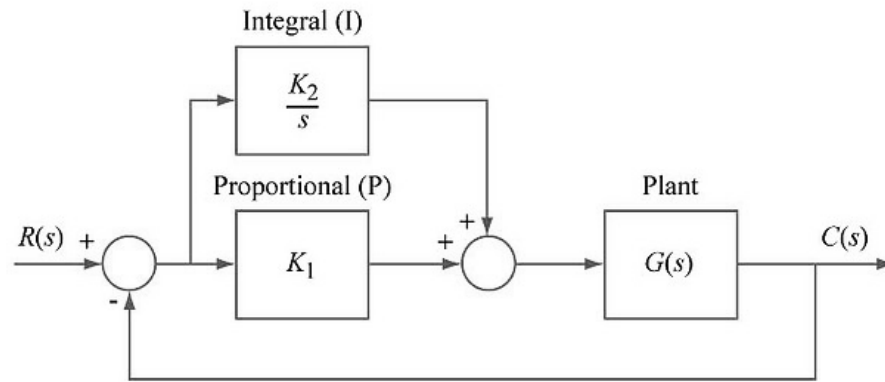 Integral (I)
K₂
s
Proportional (P)
Plant
+
R(s)
+
+
C(s)
K₁
G(s)
-